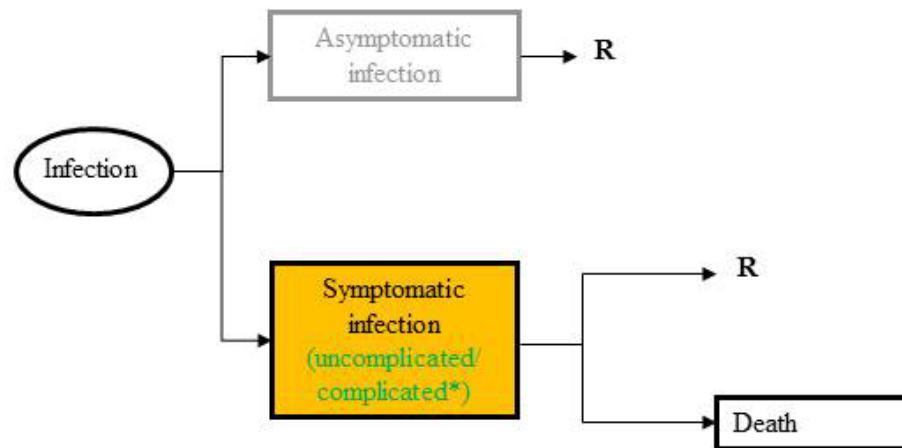 Asymptomatic
infection
R
Infection
Symptomatic
infection
(uncomplicated/
complicated*)
R
Death